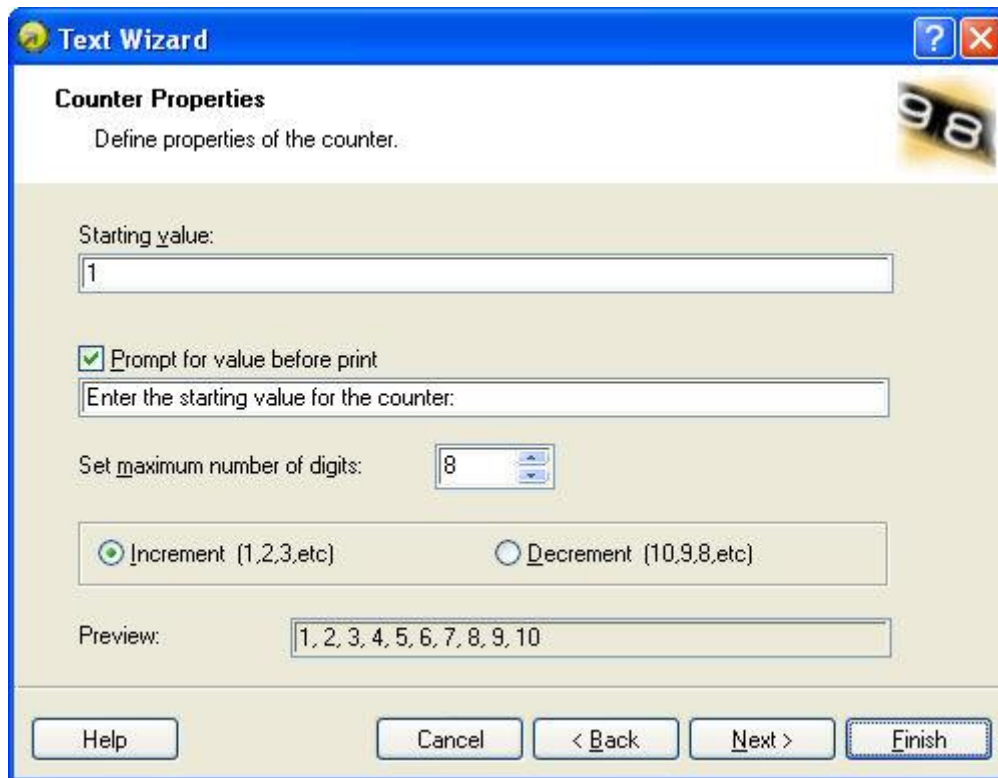 Text Wizard
Counter Properties
Define properties of the counter.
98
Starting value:
1
Prompt for value before print
Enter the starting value for the counter:
Set maximum number of digits: 8
Increment (1,2,3,etc) Decrement (10,9,8,etc)
Preview: 1, 2, 3, 4, 5, 6, 7, 8, 9, 10
Help Cancel < Back Next > Finish